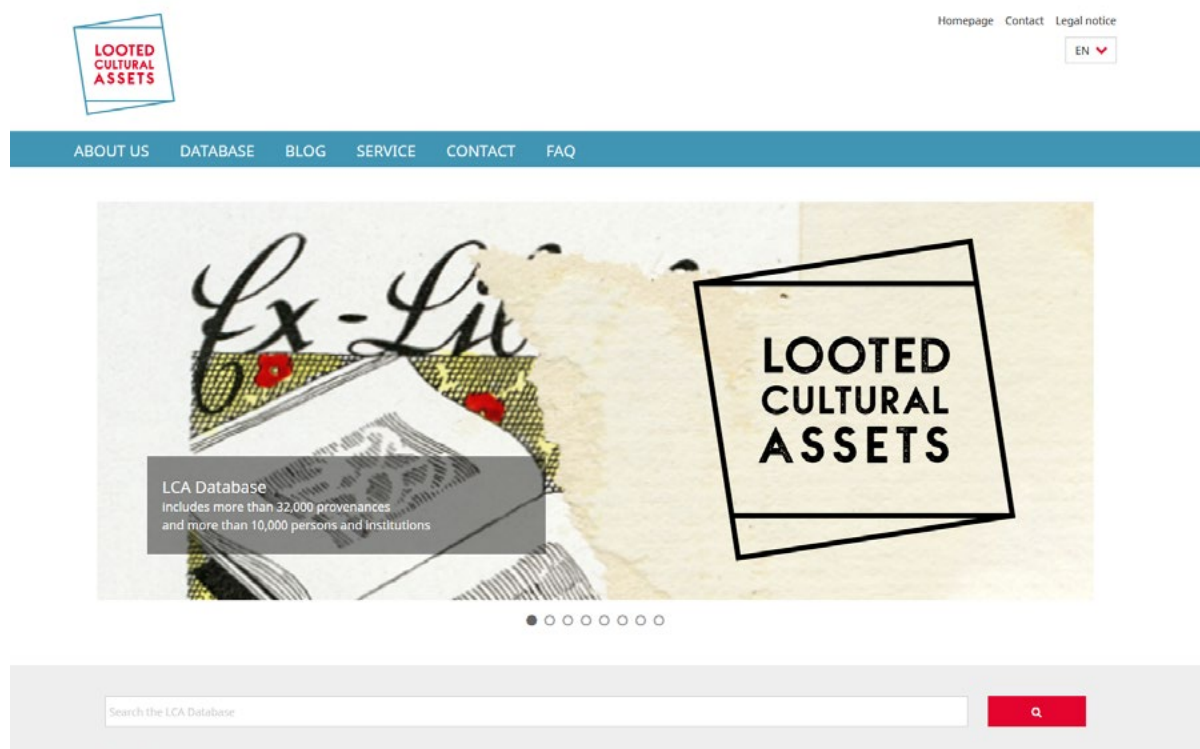 LOOTED
CULTURAL
ASSETS
Homepage Contact Legal notice
EN
ABOUT US DATABASE BLOG SERVICE CONTACT FAQ
Ex-Li
LOOTED
CULTURAL
ASSETS
LCA Database
includes more than 32,000 provenances
and more than 10,000 persons and institutions
Search the LCA Database